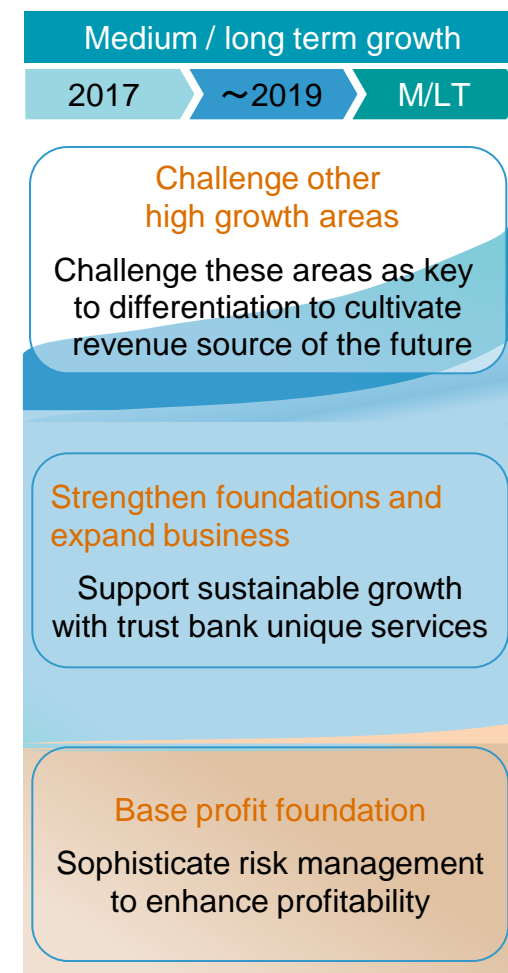 Medium / long term growth
2017 ～2019 M/LT
Challenge other
high growth areas
Challenge these areas as key
to differentiation to cultivate
revenue source of the future
Strengthen foundations and
expand business
Support sustainable growth
with trust bank unique services
Base profit foundation
Sophisticate risk management
to enhance profitability